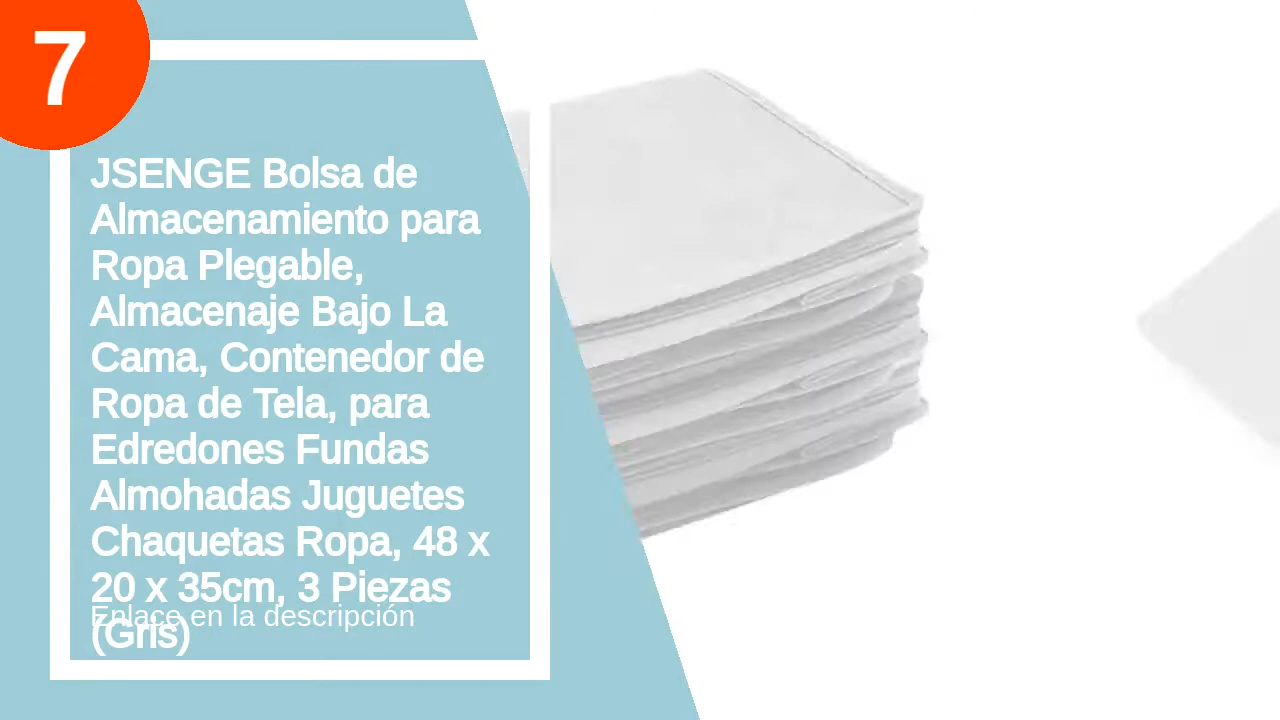 7
JSENGE Bolsa de
Almacenamiento para
Ropa Plegable,
Almacenaje Bajo La
Cama, Contenedor de
Ropa de Tela, para
Edredones Fundas
Almohadas Juguetes
Chaquetas Ropa, 48 x
20 x 35cm, 3 Piezas
Enlace en la descripción
(Gris)